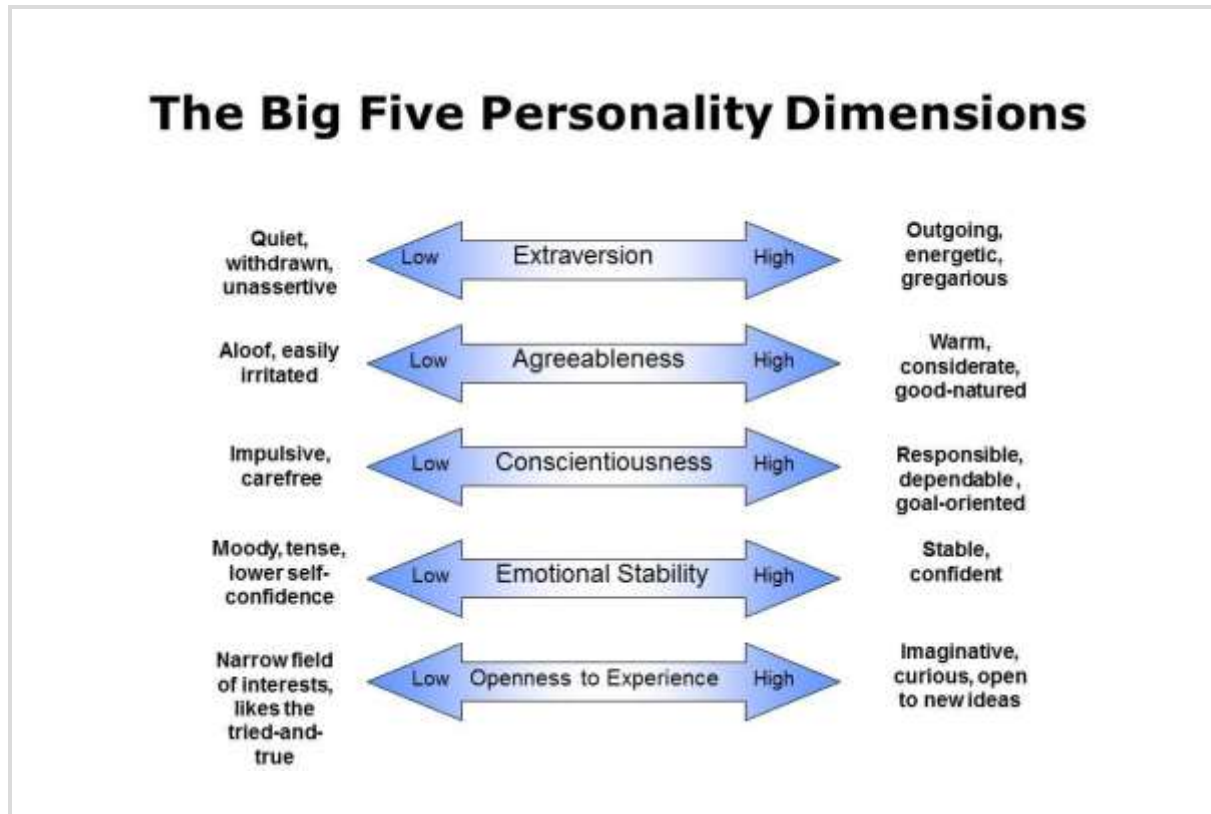 The Big Five Personality Dimensions
Quiet,
withdrawn,
unassertive
Low
Extraversion
High
Outgoing,
energetic,
gregarious
Aloof, easily
irritated
Low
Agreeableness
High
Warm,
considerate,
good-natured
Impulsive,
carefree
Low
Conscientiousness
High
Responsible,
dependable,
goal-oriented
Moody, tense,
lower self-
confidence
Low
Emotional Stability
High
Stable,
confident
Narrow field
of interests,
likes the
tried-and-
true
Low
Openness to Experience
High
Imaginative,
curious, open
to new ideas